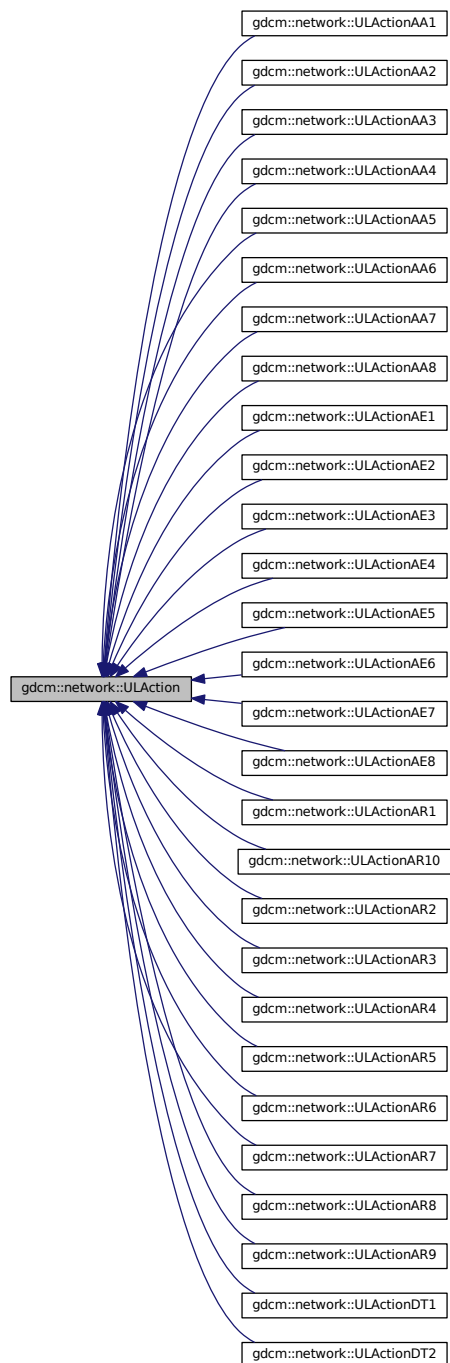 gdcm::network::ULActionAA1
gdcm::network::ULActionAA2
gdcm::network::ULActionAA3
gdcm::network::ULActionAA4
gdcm::network::ULActionAA5
gdcm::network::ULActionAA6
gdcm::network::ULActionAA7
gdcm::network::ULActionAA8
gdcm::network::ULActionAE1
gdcm::network::ULActionAE2
gdcm::network::ULActionAE3
gdcm::network::ULActionAE4
gdcm::network::ULActionAE5
gdcm::network::ULActionAE6
gdcm::network::ULAction
gdcm::network::ULActionAE7
gdcm::network::ULActionAE8
gdcm::network::ULActionAR1
gdcm::network::ULActionAR10
gdcm::network::ULActionAR2
gdcm::network::ULActionAR3
gdcm::network::ULActionAR4
gdcm::network::ULActionAR5
gdcm::network::ULActionAR6
gdcm::network::ULActionAR7
gdcm::network::ULActionAR8
gdcm::network::ULActionAR9
gdcm::network::ULActionDT1
gdcm::network::ULActionDT2